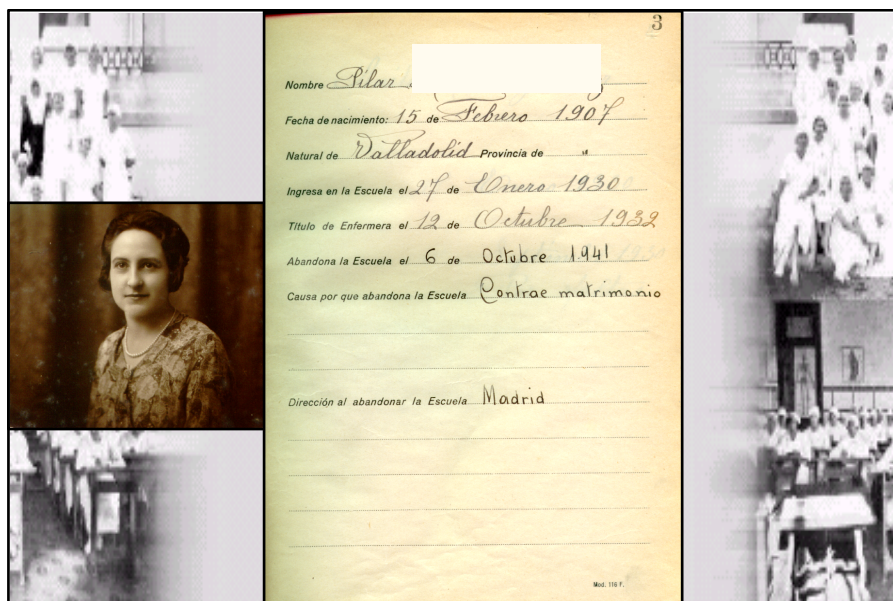 3
Nombre Pilar
Fecha de nacimiento: 15 de Febrero 1907
Natural de Valladolid Provincia de "
Ingresa en la Escuela el 27 de Enero 1930
Título de Enfermera el 12 de Octubre 1932
Abandona la Escuela el 6 de Octubre 1.941
Causa por que abandona la Escuela Contrae matrimonio
Dirección al abandonar la Escuela Madrid
Mod. 116 F.